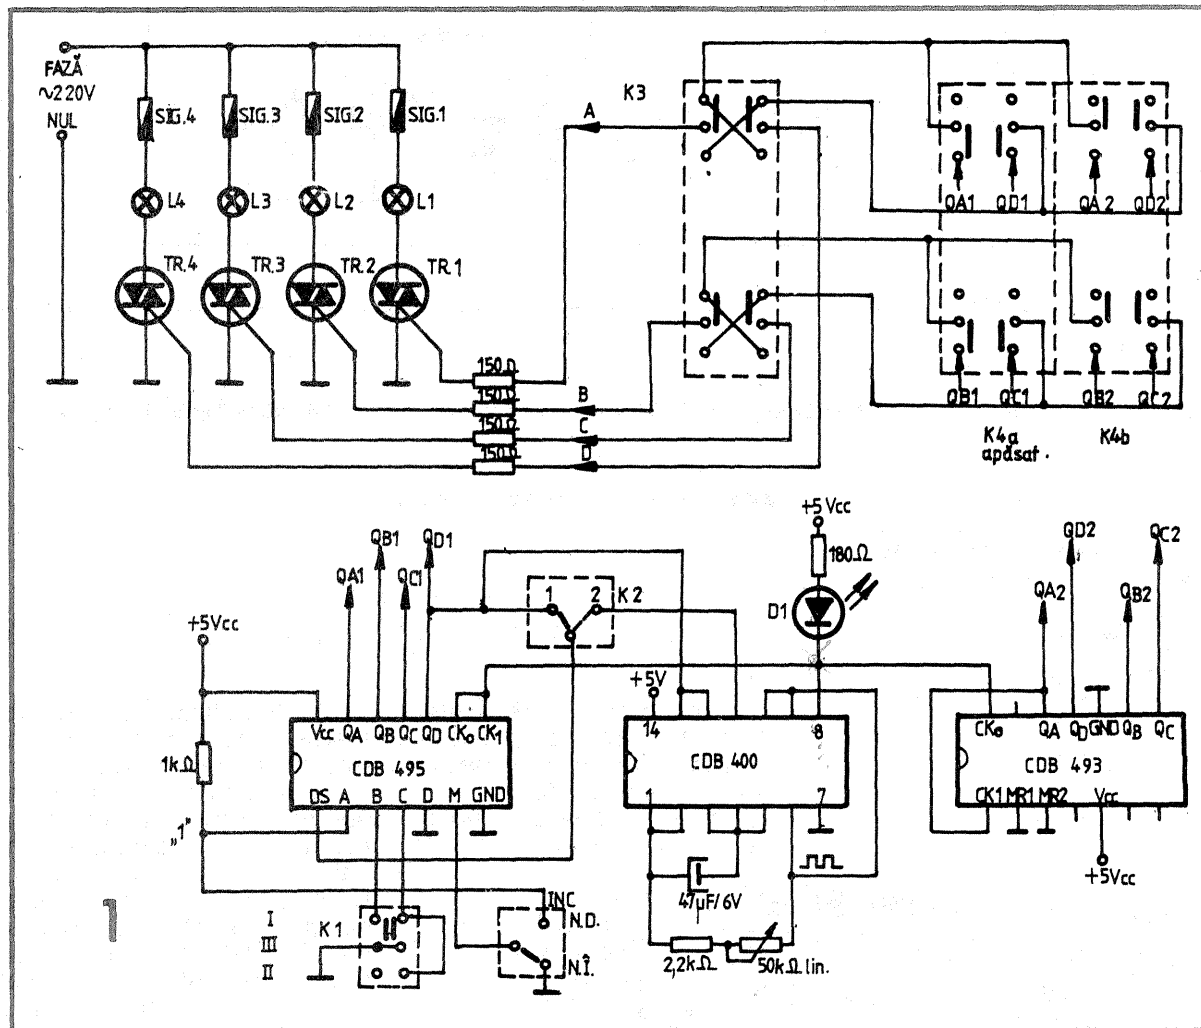 FAZĂ
~220V
NUL
SIG.4
SIG.3
SIG.2
SIG.1
L4
L3
L2
L1
TR.4
TR.3
TR.2
TR.1
A
K3
QA1
QD1
QA2
QD2
150Ω
B
150Ω
C
150Ω
D
150Ω
QB1
QC1
QB2
QC2
K4a
apăsat.
K4b
+5Vcc
QA1
QB1
QC1
QD1
1
2
K2
+5Vcc
180Ω
D1
QA2
QD2
QB2
QC2
+5V
1kΩ
„1”
Vcc QA QB QC QD CK0 CK1
CDB 495
DS A B C D M GND
14 8
CDB 400
1 7
CK0 QA QD GND QB QC
CDB 493
CK1 MR1 MR2 Vcc
47µF/6V
+5Vcc
I
III
II
K1
INC
N.D.
N.Î.
2,2kΩ
50kΩ lin.
1